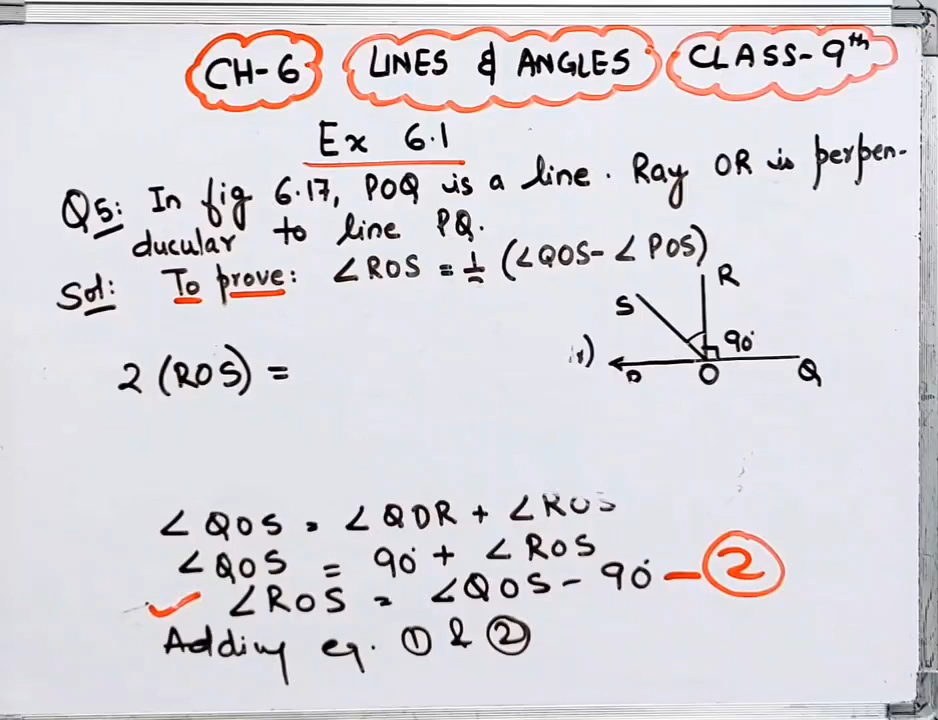 CH-6 LINES & ANGLES CLASS-9th
Ex 6.1
Q5: In fig 6.17, POQ is a line. Ray OR is perpen-
ducular to line PQ.
Sol: To prove: ∠ROS = 1/2 (∠QOS - ∠POS)
R
S
90°
P O Q
2 (ROS) =
∠QOS = ∠QOR + ∠ROS
∠QOS = 90° + ∠ROS
✓ ∠ROS = ∠QOS - 90° - ②
Adding eq. ① & ②